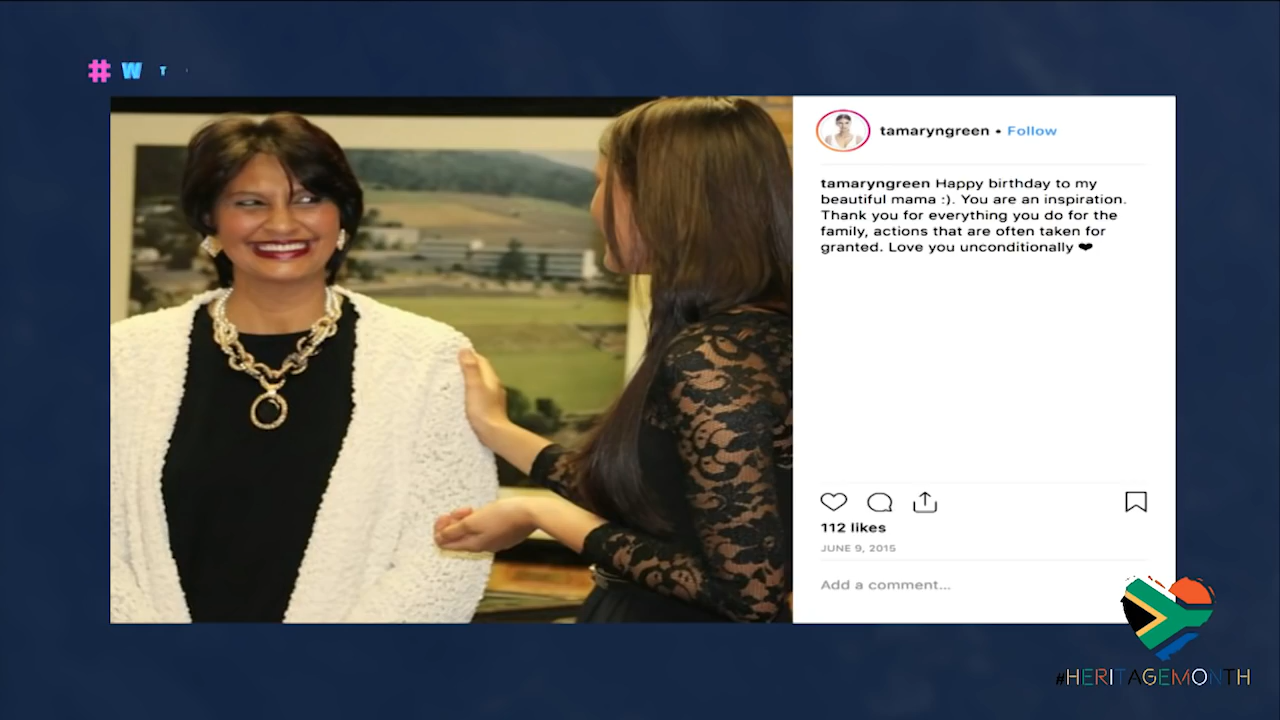 #WT
tamaryngreen • Follow
tamaryngreen Happy birthday to my
beautiful mama :). You are an inspiration.
Thank you for everything you do for the
family, actions that are often taken for
granted. Love you unconditionally ❤
112 likes
JUNE 9, 2015
Add a comment...
#HERITAGEMONTH